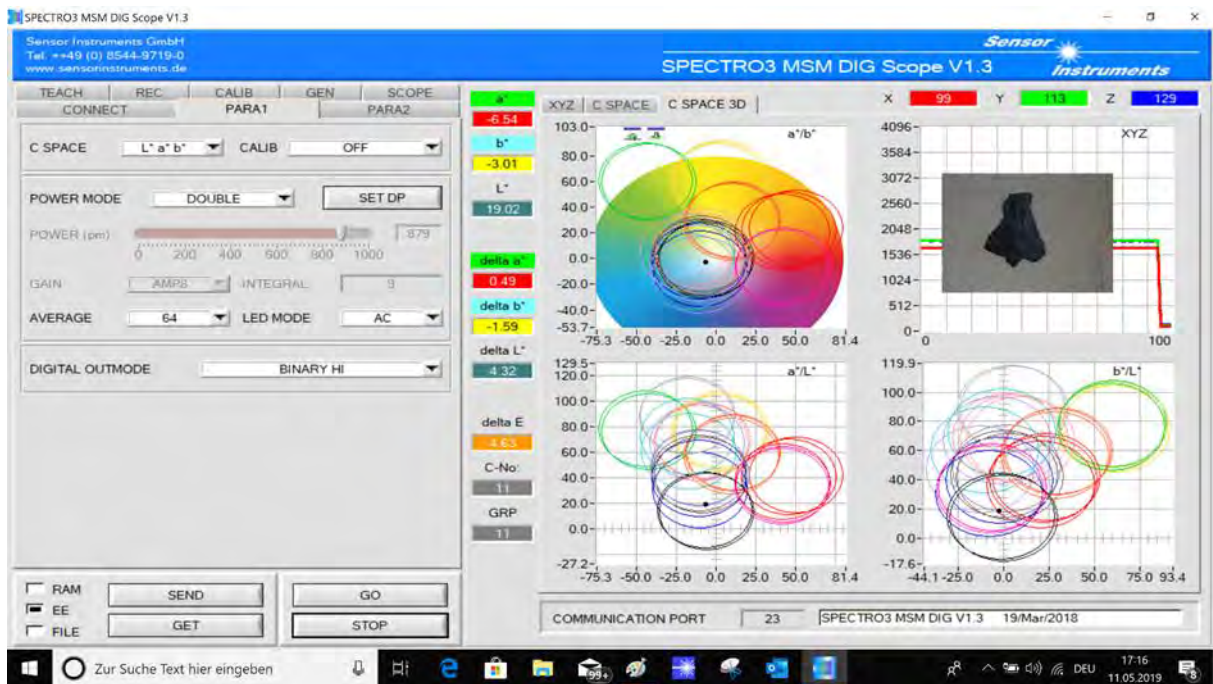 SPECTRO3 MSM DIG Scope V1.3
Sensor Instruments GmbH
Tel. ++49 (0) 8544-9719-0
www.sensorinstruments.de
Sensor
Instruments
SPECTRO3 MSM DIG Scope V1.3
TEACH REC CALIB GEN SCOPE
CONNECT PARA1 PARA2
C SPACE L* a* b* CALIB OFF
POWER MODE DOUBLE SET DP
POWER (pm) 879
0 200 400 600 800 1000
GAIN AMP8 INTEGRAL 9
AVERAGE 64 LED MODE AC
DIGITAL OUTMODE BINARY HI
RAM
EE
FILE
SEND GO
GET STOP
a*
-6.54
b*
-3.01
L*
19.02
delta a*
0.49
delta b*
-1.59
delta L*
4.32
delta E
4.63
C-No:
11
GRP
11
XYZ C SPACE C SPACE 3D
X 99 Y 113 Z 129
a*/b*
103.0
80.0
60.0
40.0
20.0
0.0
-20.0
-40.0
-53.7
-75.3 -50.0 -25.0 0.0 25.0 50.0 81.4
XYZ
4096
3584
3072
2560
2048
1536
1024
512
0
0 100
a*/L*
129.5
120.0
100.0
80.0
60.0
40.0
20.0
0.0
-27.2
-75.3 -50.0 -25.0 0.0 25.0 50.0 81.4
b*/L*
119.9
100.0
80.0
60.0
40.0
20.0
0.0
-17.6
-44.1 -25.0 0.0 25.0 50.0 75.0 93.4
COMMUNICATION PORT 23 SPECTRO3 MSM DIG V1.3 19/Mar/2018
Zur Suche Text hier eingeben
99+
DEU
17:16
11.05.2019
8